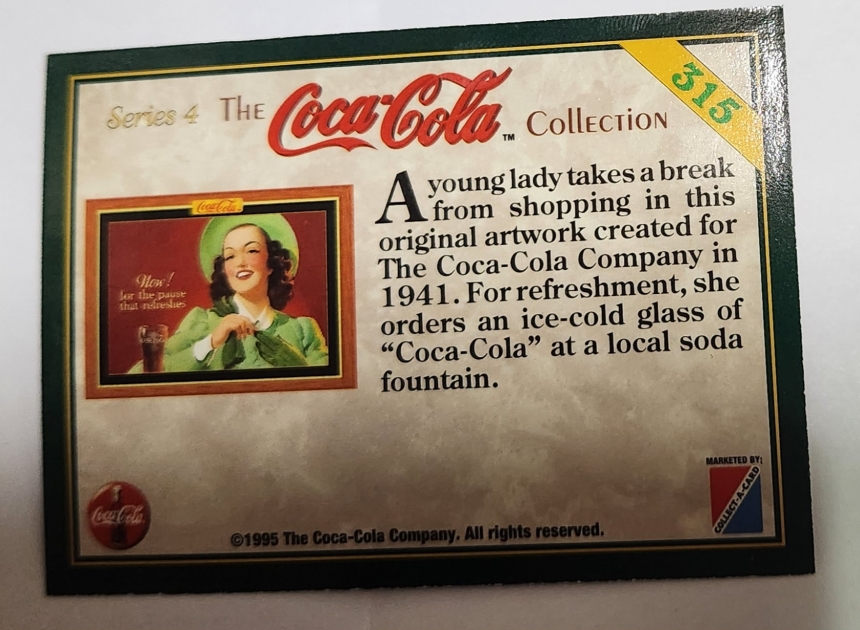 Series 4 THE Coca-Cola™ COLLECTION
315
Coca-Cola
Now!
for the pause
that refreshes
A young lady takes a break
from shopping in this
original artwork created for
The Coca-Cola Company in
1941. For refreshment, she
orders an ice-cold glass of
“Coca-Cola” at a local soda
fountain.
MARKETED BY:
COLLECT-A-CARD
Coca-Cola
©1995 The Coca-Cola Company. All rights reserved.